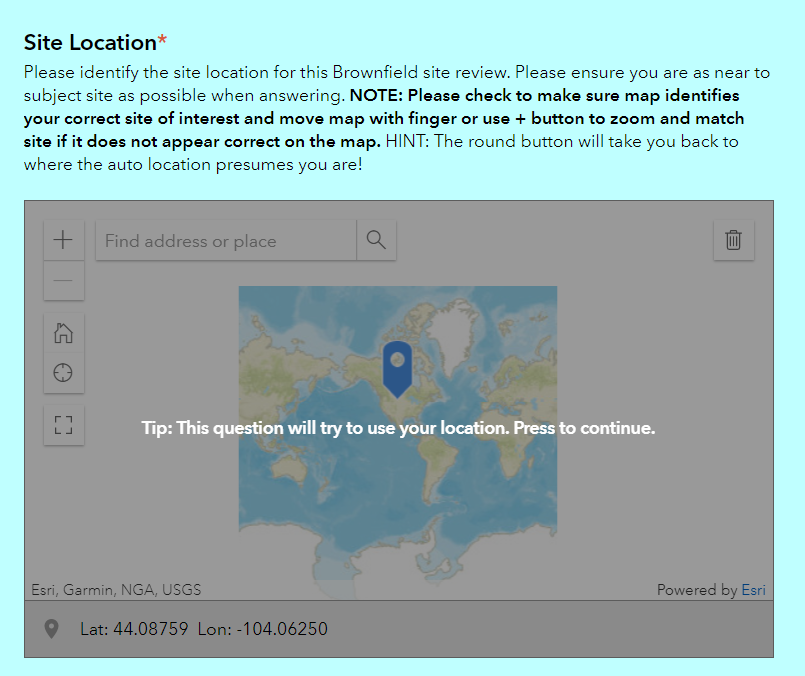 Site Location*
Please identify the site location for this Brownfield site review. Please ensure you are as near to
subject site as possible when answering. NOTE: Please check to make sure map identifies
your correct site of interest and move map with finger or use + button to zoom and match
site if it does not appear correct on the map. HINT: The round button will take you back to
where the auto location presumes you are!
Find address or place
Tip: This question will try to use your location. Press to continue.
Esri, Garmin, NGA, USGS
Powered by Esri
Lat: 44.08759 Lon: -104.06250